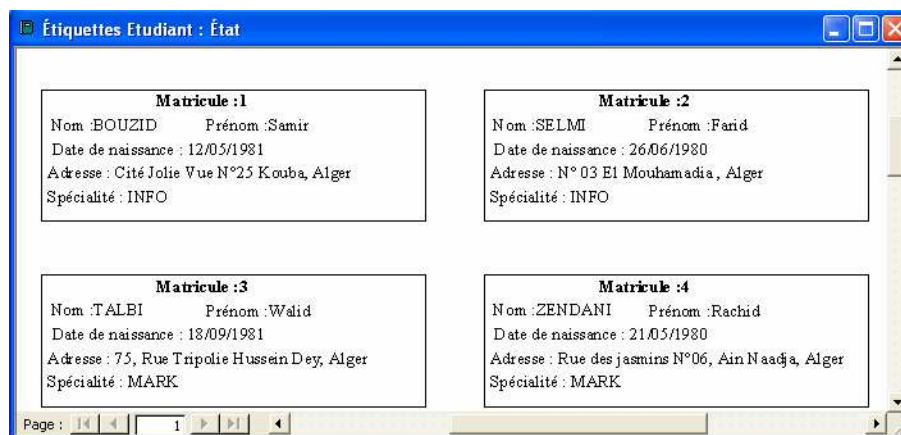 Étiquettes Etudiant : État
Matricule :1
Nom :BOUZID Prénom :Samir
Date de naissance : 12/05/1981
Adresse : Cité Jolie Vue N°25 Kouba, Alger
Spécialité : INFO
Matricule :2
Nom :SELMI Prénom :Farid
Date de naissance : 26/06/1980
Adresse : N° 03 El Mouhamadia , Alger
Spécialité : INFO
Matricule :3
Nom :TALBI Prénom :Walid
Date de naissance : 18/09/1981
Adresse : 75, Rue Tripolie Hussein Dey, Alger
Spécialité : MARK
Matricule :4
Nom :ZENDANI Prénom :Rachid
Date de naissance : 21/05/1980
Adresse : Rue des jasmins N°06, Ain Naadja, Alger
Spécialité : MARK
Page : 1